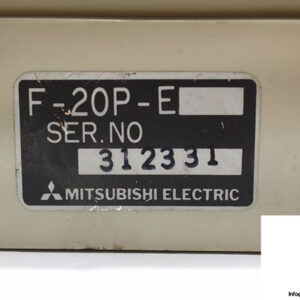 F-20P-E
SER.NO
312331
MITSUBISHI ELECTRIC